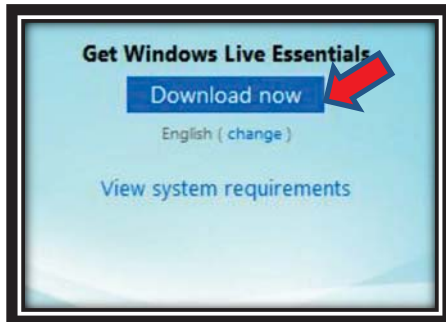 Get Windows Live Essentials
Download now
English ( change )
View system requirements